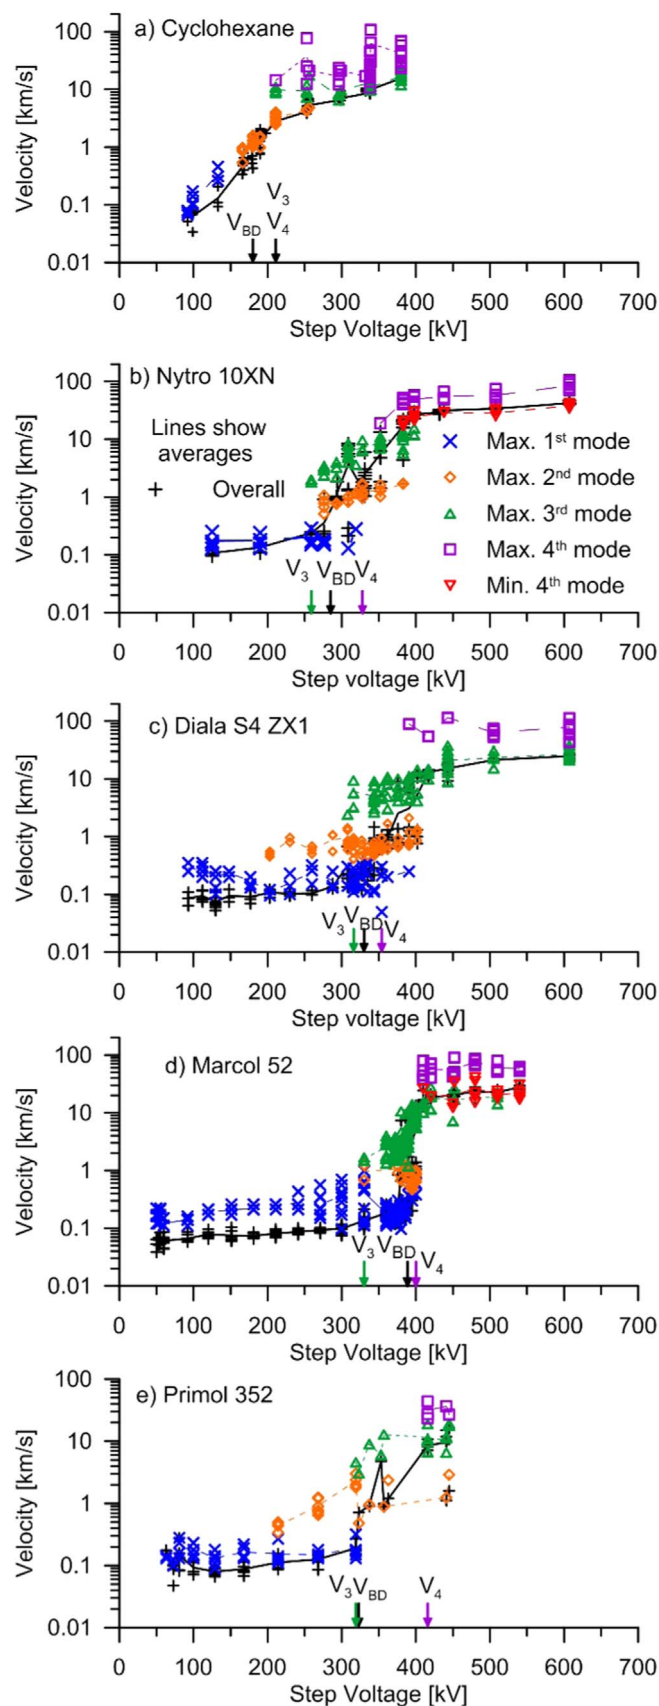 a) Cyclohexane
Velocity [km/s]
100
10
1
0.1
0.01
V3
VBD V4
0 100 200 300 400 500 600 700
Step Voltage [kV]
b) Nytro 10XN
Velocity [km/s]
100
10
1
0.1
0.01
Lines show
averages
+ Overall
Max. 1st mode
Max. 2nd mode
Max. 3rd mode
Max. 4th mode
Min. 4th mode
V3 VBD V4
0 100 200 300 400 500 600 700
Step voltage [kV]
c) Diala S4 ZX1
Velocity [km/s]
100
10
1
0.1
0.01
V3 VBD V4
0 100 200 300 400 500 600 700
Step voltage [kV]
d) Marcol 52
Velocity [km/s]
100
10
1
0.1
0.01
V3 VBD V4
0 100 200 300 400 500 600 700
Step Voltage [kV]
e) Primol 352
Velocity [km/s]
100
10
1
0.1
0.01
V3 VBD V4
0 100 200 300 400 500 600 700
Step Voltage [kV]